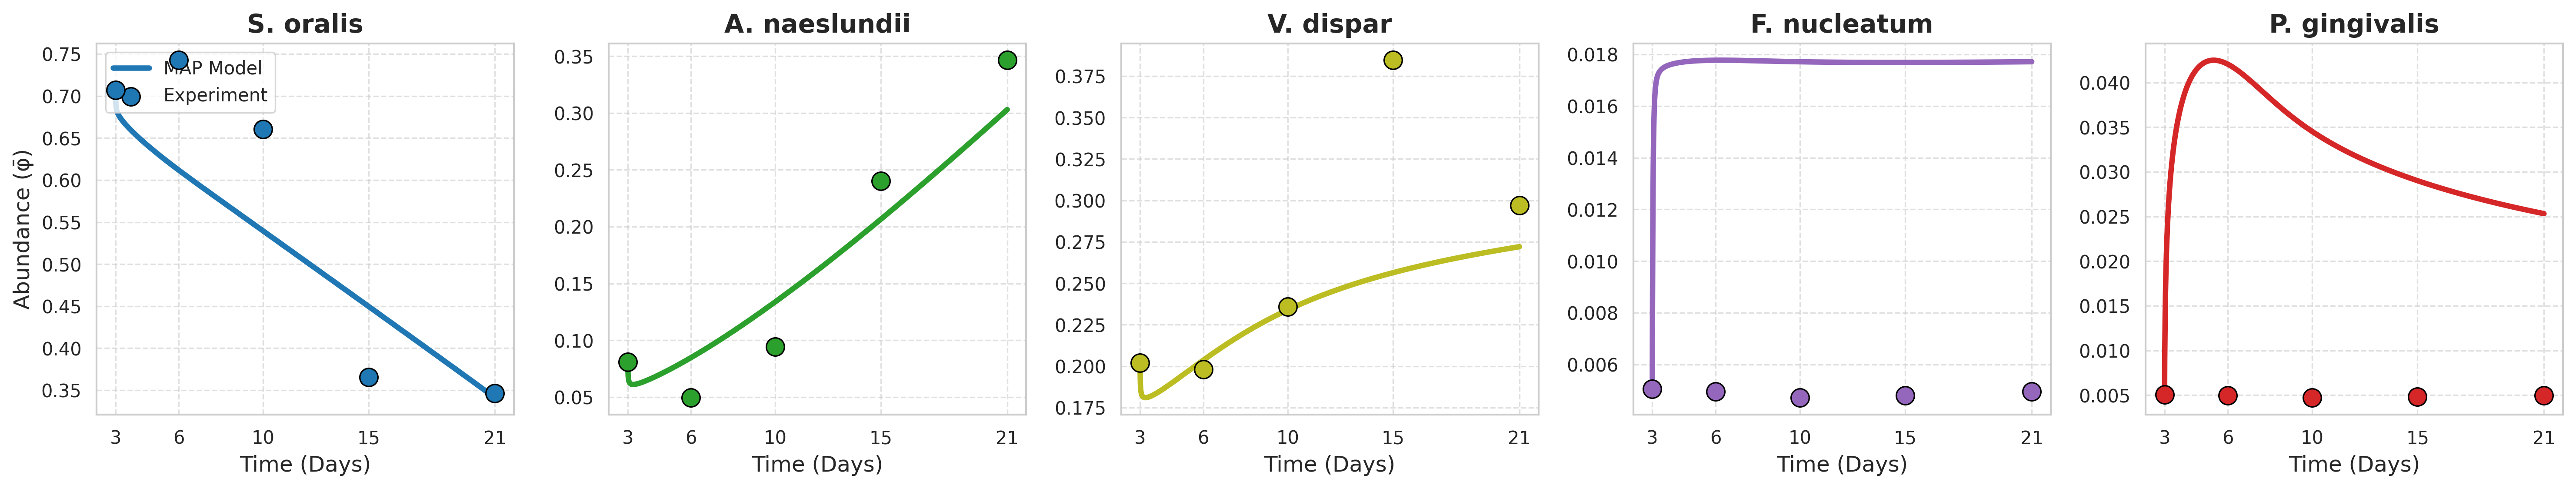 S. oralis
Abundance (φ̄)
0.75
0.70
0.65
0.60
0.55
0.50
0.45
0.40
0.35
MAP Model
Experiment
3 6 10 15 21
Time (Days)
A. naeslundii
0.35
0.30
0.25
0.20
0.15
0.10
0.05
3 6 10 15 21
Time (Days)
V. dispar
0.375
0.350
0.325
0.300
0.275
0.250
0.225
0.200
0.175
3 6 10 15 21
Time (Days)
F. nucleatum
0.018
0.016
0.014
0.012
0.010
0.008
0.006
3 6 10 15 21
Time (Days)
P. gingivalis
0.040
0.035
0.030
0.025
0.020
0.015
0.010
0.005
3 6 10 15 21
Time (Days)